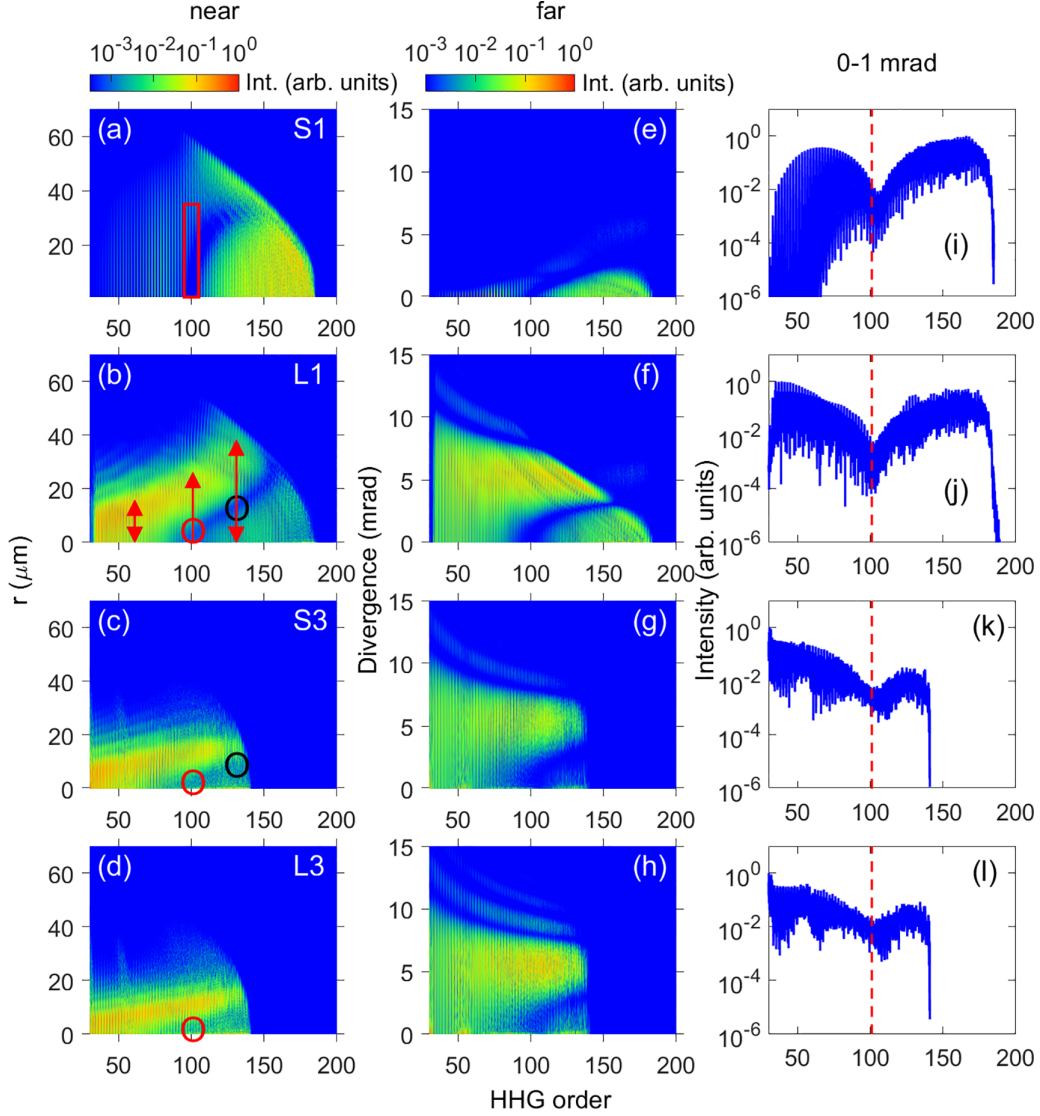 near
far
10^-3 10^-2 10^-1 10^0
Int. (arb. units)
10^-3 10^-2 10^-1 10^0
Int. (arb. units)
0-1 mrad
(a) S1
60
40
20
50 100 150
(e)
15
10
5
0
50 100 150 200
(i)
10^0
10^-2
10^-4
10^-6
50 100 150 200
(b) L1
60
40
20
0
50 100 150
(f)
15
10
5
0
50 100 150 200
(j)
10^0
10^-2
10^-4
10^-6
50 100 150 200
(c) S3
60
40
20
0
50 100 150
(g)
15
10
5
0
50 100 150 200
(k)
10^0
10^-2
10^-4
10^-6
50 100 150 200
(d) L3
60
40
20
0
50 100 150 200
(h)
15
10
5
0
50 100 150 200
(l)
10^0
10^-2
10^-4
10^-6
50 100 150 200
r (μm)
Divergence (mrad)
Intensity (arb. units)
HHG order